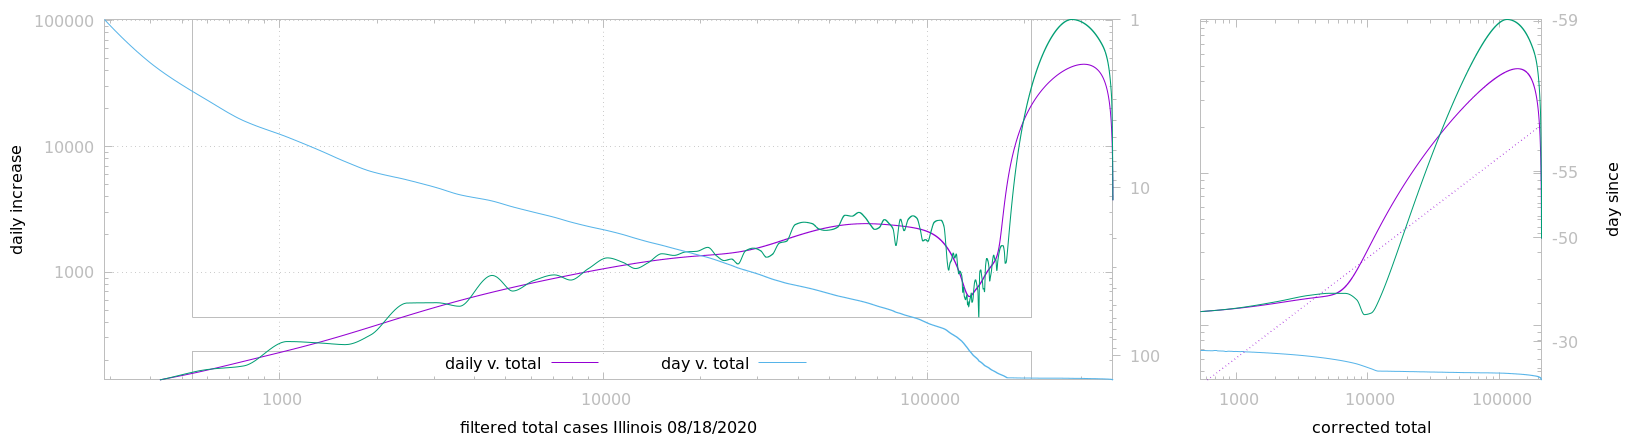 100000
10000
1000
daily increase
1
10
100
daily v. total
day v. total
1000
10000
100000
filtered total cases Illinois 08/18/2020
-59
-55
-50
-30
day since
1000
10000
100000
corrected total